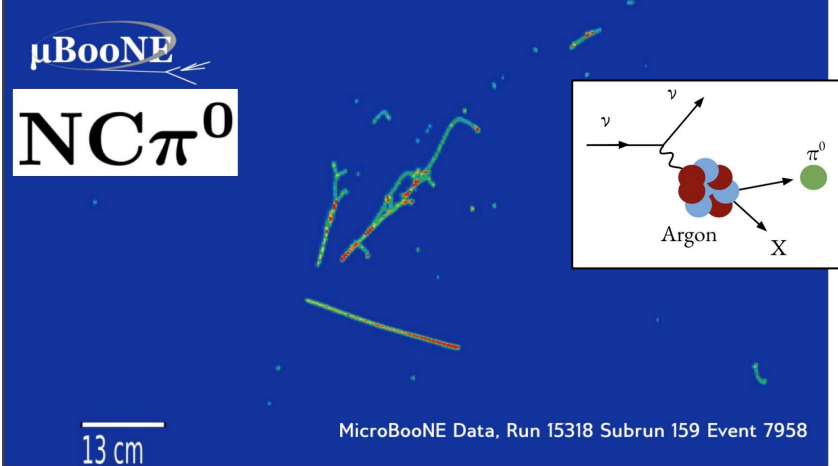 μBooNE
NCπ⁰
ν
ν
π⁰
Argon
X
MicroBooNE Data, Run 15318 Subrun 159 Event 7958
13 cm